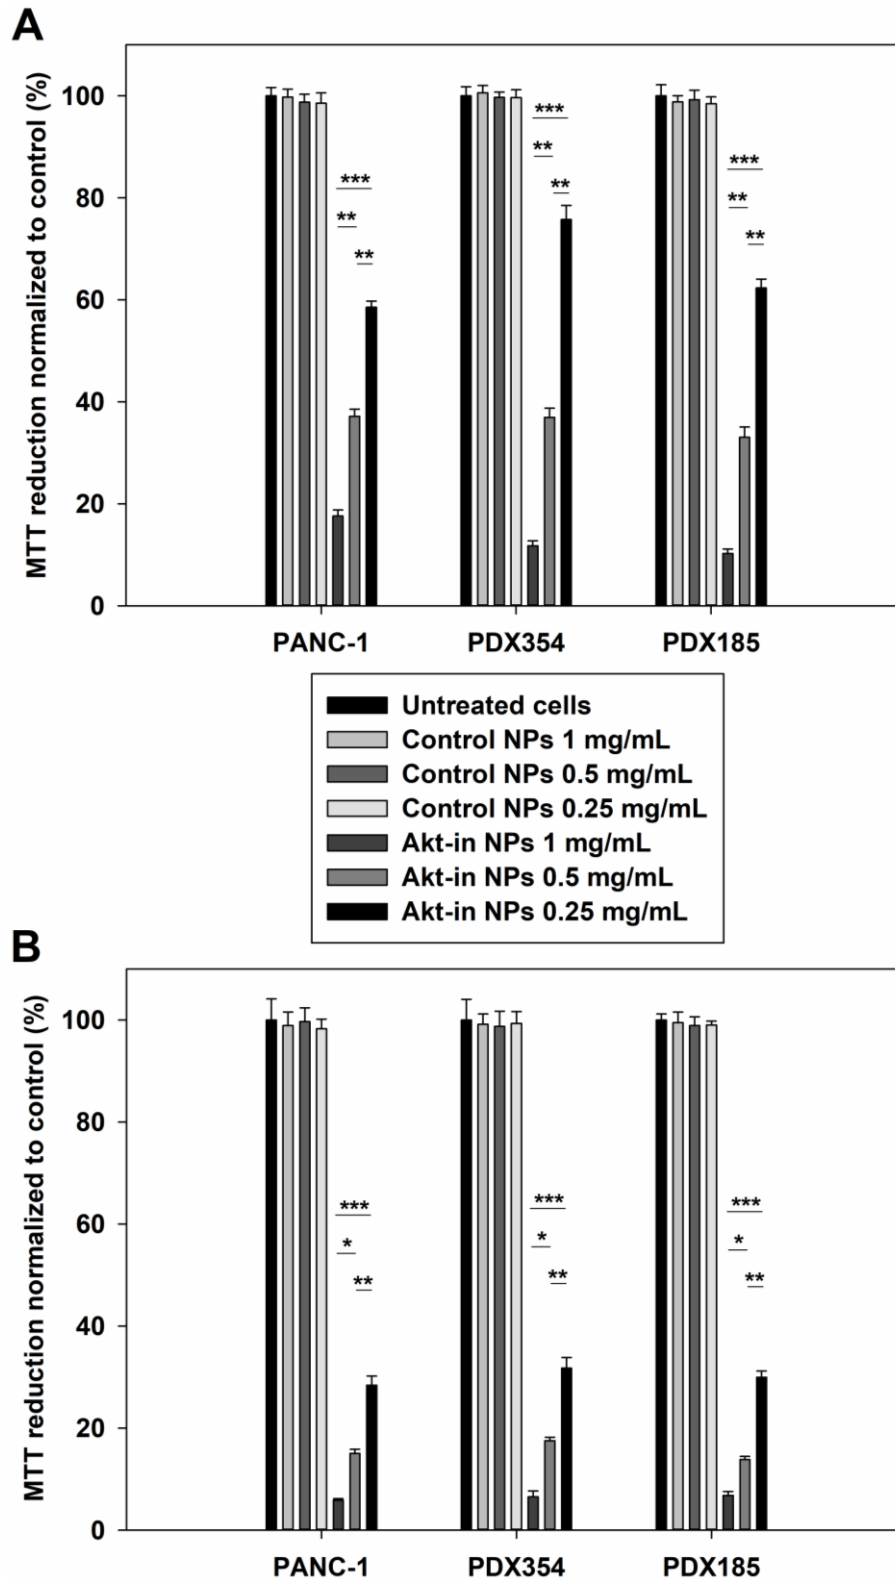 A
MTT reduction normalized to control (%)
100
80
60
40
20
0
***
**
**
***
**
**
***
**
**
PANC-1 PDX354 PDX185
Untreated cells
Control NPs 1 mg/mL
Control NPs 0.5 mg/mL
Control NPs 0.25 mg/mL
Akt-in NPs 1 mg/mL
Akt-in NPs 0.5 mg/mL
Akt-in NPs 0.25 mg/mL
B
MTT reduction normalized to control (%)
100
80
60
40
20
0
***
*
**
***
*
**
***
*
**
PANC-1 PDX354 PDX185